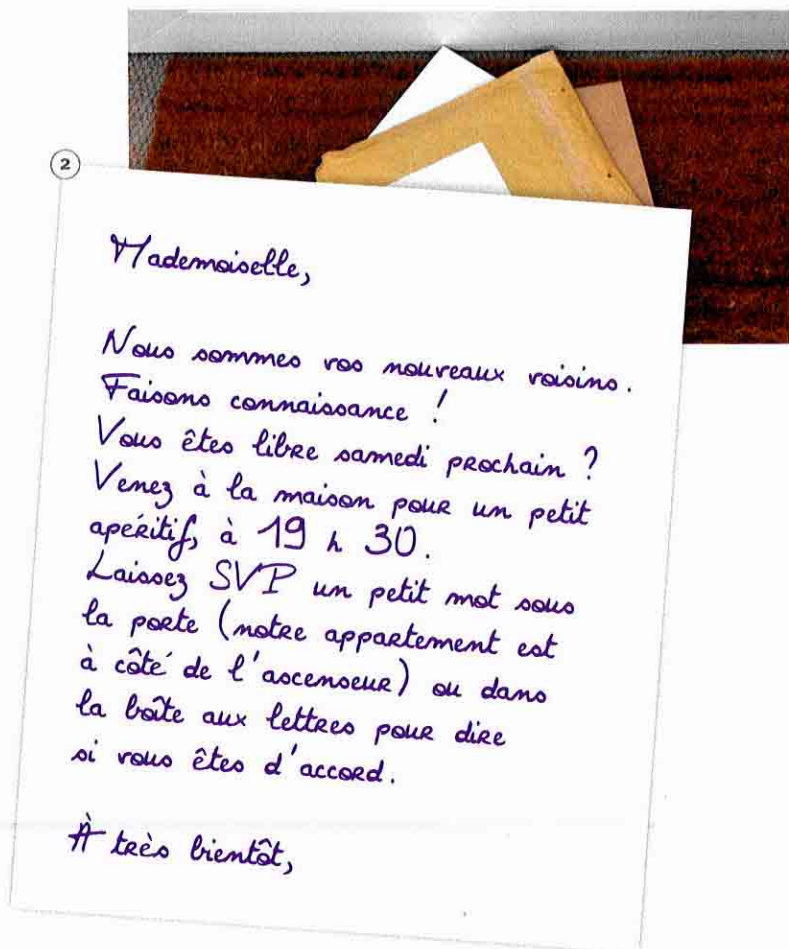 2
Mademoiselle,
Nous sommes vos nouveaux voisins.
Faisons connaissance !
Vous êtes libre samedi prochain ?
Venez à la maison pour un petit
apéritif, à 19 h 30.
Laissez SVP un petit mot sous
la porte (notre appartement est
à côté de l'ascenseur) ou dans
la boîte aux lettres pour dire
si vous êtes d'accord.
À très bientôt,